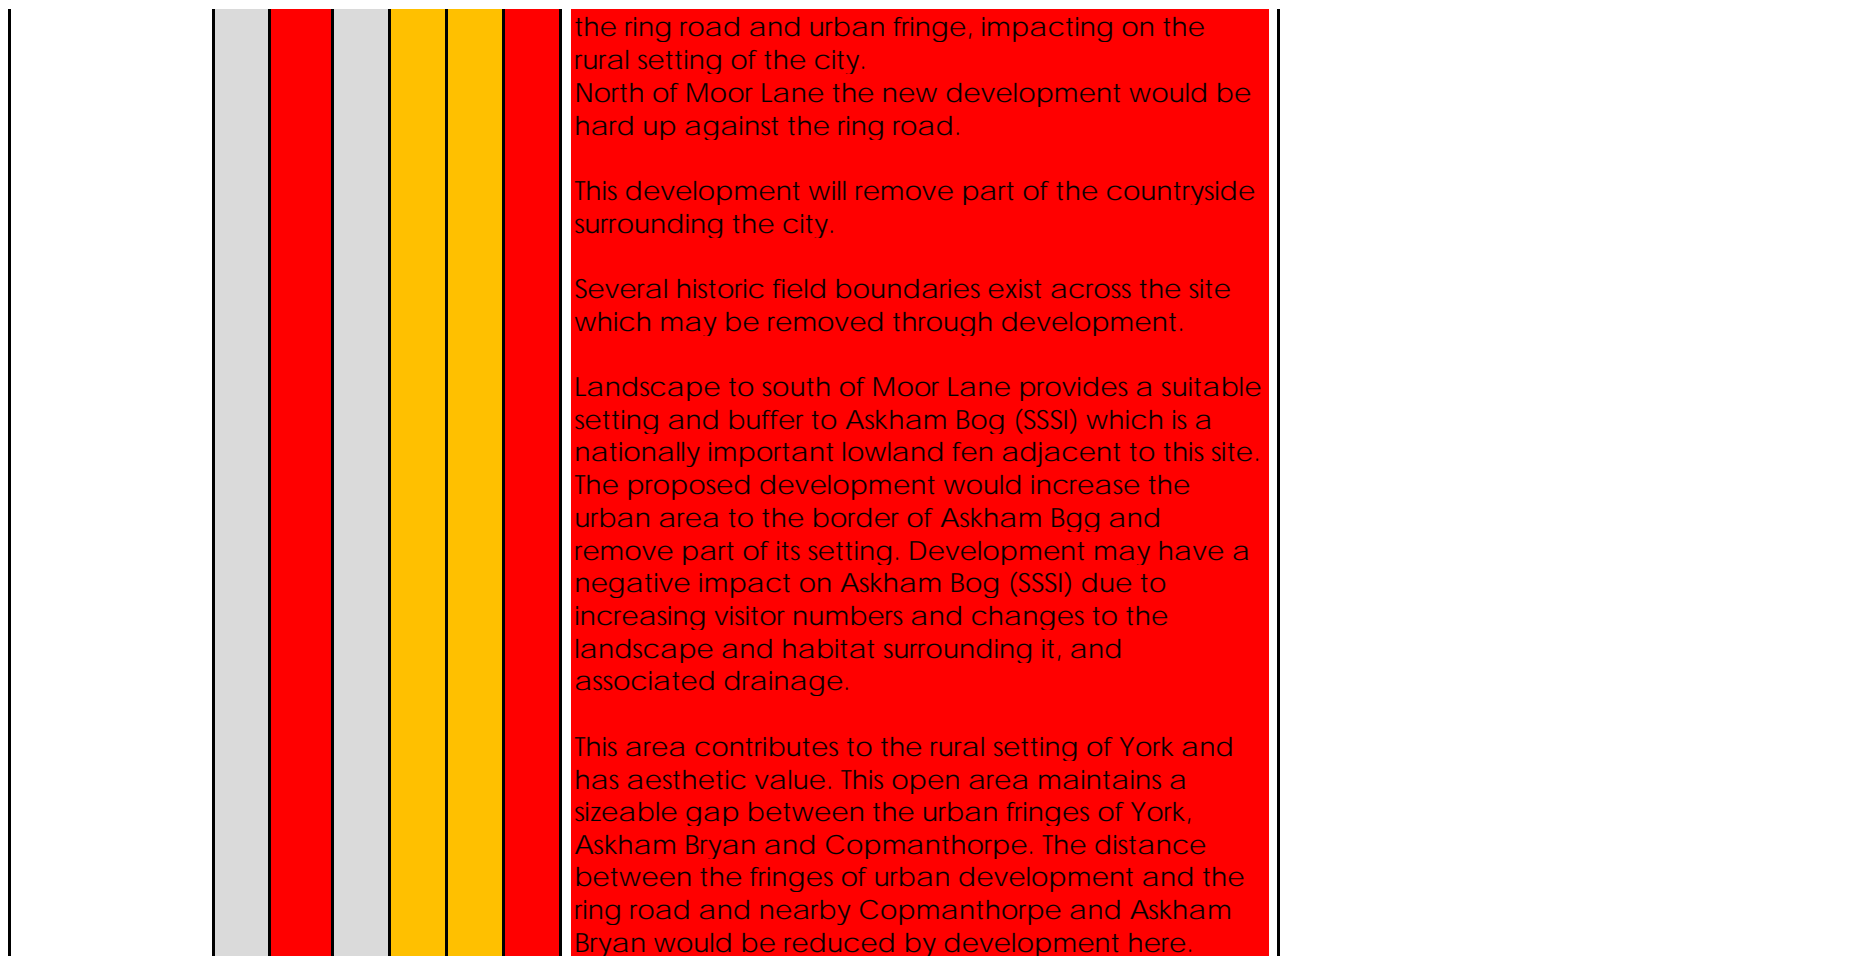 the ring road and urban fringe, impacting on the
rural setting of the city.
North of Moor Lane the new development would be
hard up against the ring road.
This development will remove part of the countryside
surrounding the city.
Several historic field boundaries exist across the site
which may be removed through development.
Landscape to south of Moor Lane provides a suitable
setting and buffer to Askham Bog (SSSI) which is a
nationally important lowland fen adjacent to this site.
The proposed development would increase the
urban area to the border of Askham Bgg and
remove part of its setting. Development may have a
negative impact on Askham Bog (SSSI) due to
increasing visitor numbers and changes to the
landscape and habitat surrounding it, and
associated drainage.
This area contributes to the rural setting of York and
has aesthetic value. This open area maintains a
sizeable gap between the urban fringes of York,
Askham Bryan and Copmanthorpe. The distance
between the fringes of urban development and the
ring road and nearby Copmanthorpe and Askham
Bryan would be reduced by development here.